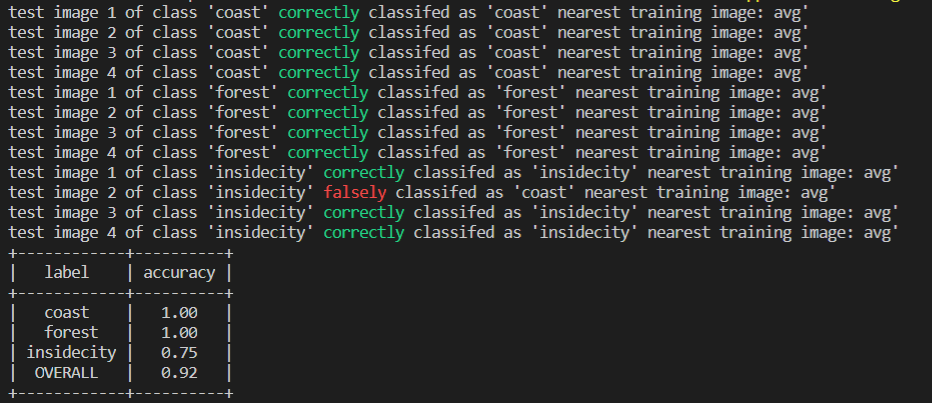 test image 1 of class 'coast' correctly classifed as 'coast' nearest training image: avg'
test image 2 of class 'coast' correctly classifed as 'coast' nearest training image: avg'
test image 3 of class 'coast' correctly classifed as 'coast' nearest training image: avg'
test image 4 of class 'coast' correctly classifed as 'coast' nearest training image: avg'
test image 1 of class 'forest' correctly classifed as 'forest' nearest training image: avg'
test image 2 of class 'forest' correctly classifed as 'forest' nearest training image: avg'
test image 3 of class 'forest' correctly classifed as 'forest' nearest training image: avg'
test image 4 of class 'forest' correctly classifed as 'forest' nearest training image: avg'
test image 1 of class 'insidecity' correctly classifed as 'insidecity' nearest training image: avg'
test image 2 of class 'insidecity' falsely classifed as 'coast' nearest training image: avg'
test image 3 of class 'insidecity' correctly classifed as 'insidecity' nearest training image: avg'
test image 4 of class 'insidecity' correctly classifed as 'insidecity' nearest training image: avg'
+------------+----------+
|   label    | accuracy |
+------------+----------+
|   coast    |   1.00   |
|   forest   |   1.00   |
| insidecity |   0.75   |
|  OVERALL   |   0.92   |
+------------+----------+